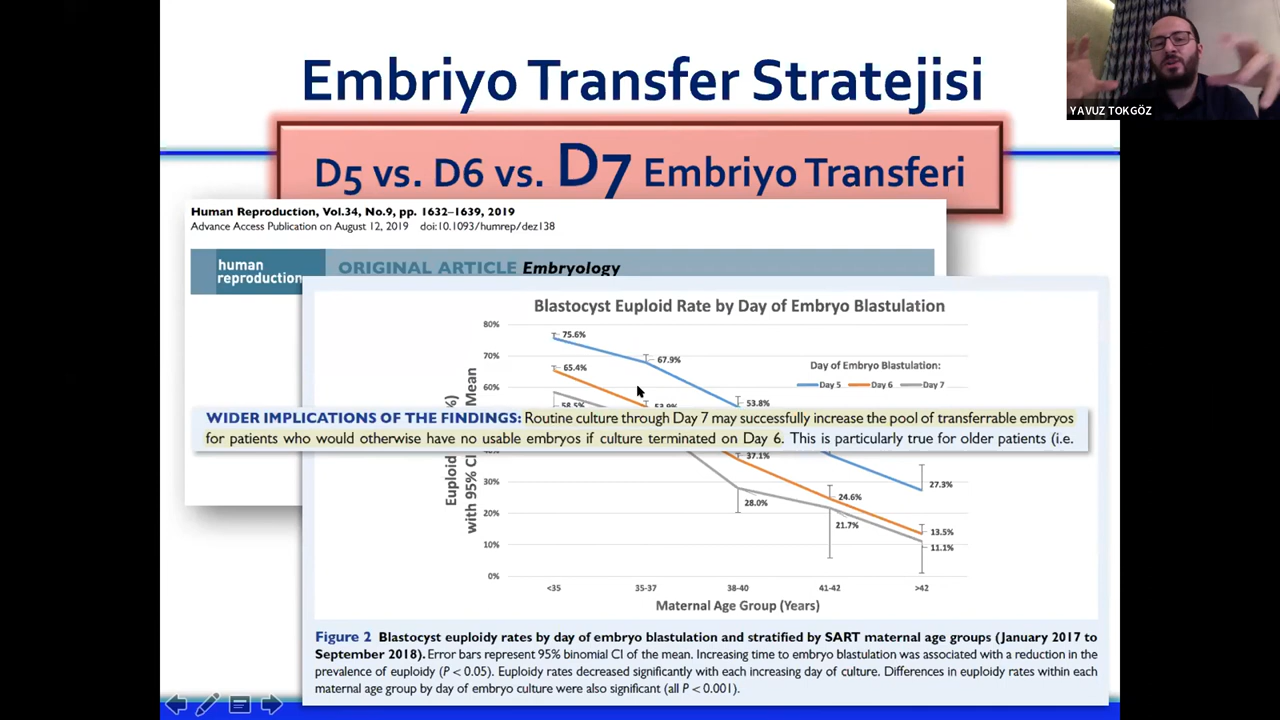 Embriyo Transfer Stratejisi
YAVUZ TOKGÖZ
D5 vs. D6 vs. D7 Embriyo Transferi
Human Reproduction, Vol.34, No.9, pp. 1632–1639, 2019
Advance Access Publication on August 12, 2019 doi:10.1093/humrep/dez138
human
reproduction
ORIGINAL ARTICLE Embryology
Blastocyst Euploid Rate by Day of Embryo Blastulation
80%
75.6%
67.9%
70%
65.4%
Day of Embryo Blastulation:
Day 5 Day 6 Day 7
60%
53.8%
WIDER IMPLICATIONS OF THE FINDINGS: Routine culture through Day 7 may successfully increase the pool of transferrable embryos
for patients who would otherwise have no usable embryos if culture terminated on Day 6. This is particularly true for older patients (i.e.
37.1%
30%
28.0%
24.6%
27.3%
20%
21.7%
13.5%
10%
11.1%
0%
<35 35-37 38-40 41-42 >42
with 95% CI Mean
Maternal Age Group (Years)
Figure 2 Blastocyst euploidy rates by day of embryo blastulation and stratified by SART maternal age groups (January 2017 to
September 2018). Error bars represent 95% binomial CI of the mean. Increasing time to embryo blastulation was associated with a reduction in the
prevalence of euploidy (P < 0.05). Euploidy rates decreased significantly with each increasing day of culture. Differences in euploidy rates within each
maternal age group by day of embryo culture were also significant (all P < 0.001).